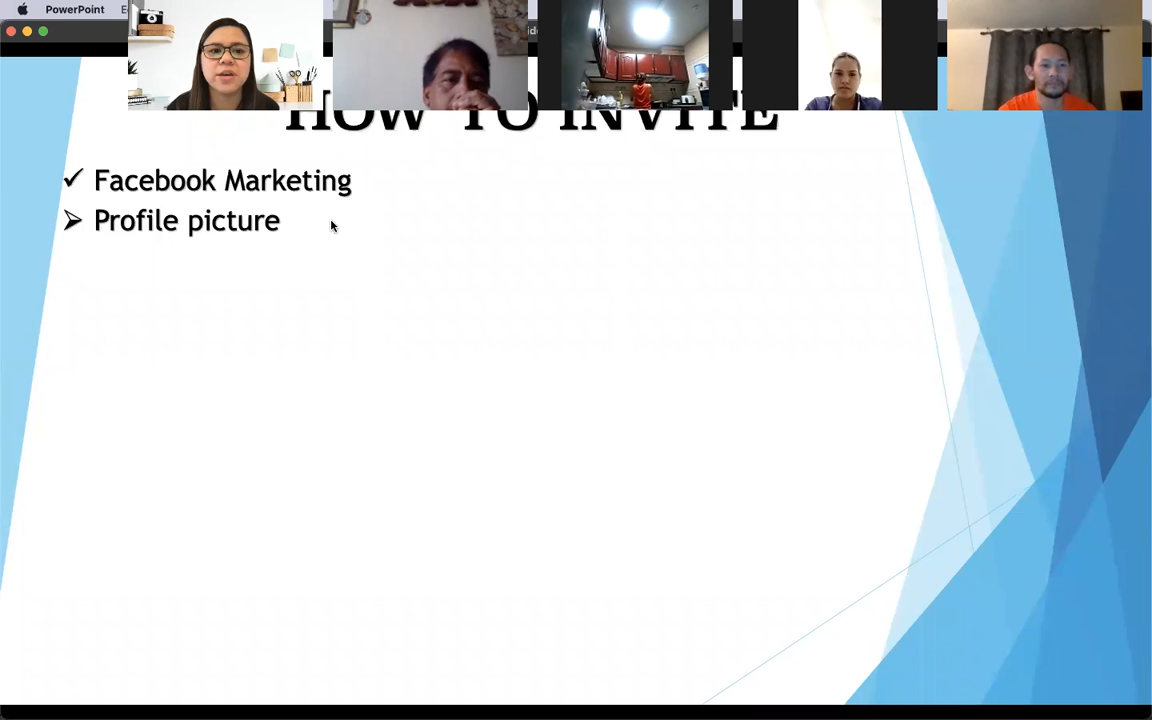 PowerPoint
HOW TO INVITE
✓ Facebook Marketing
➢ Profile picture